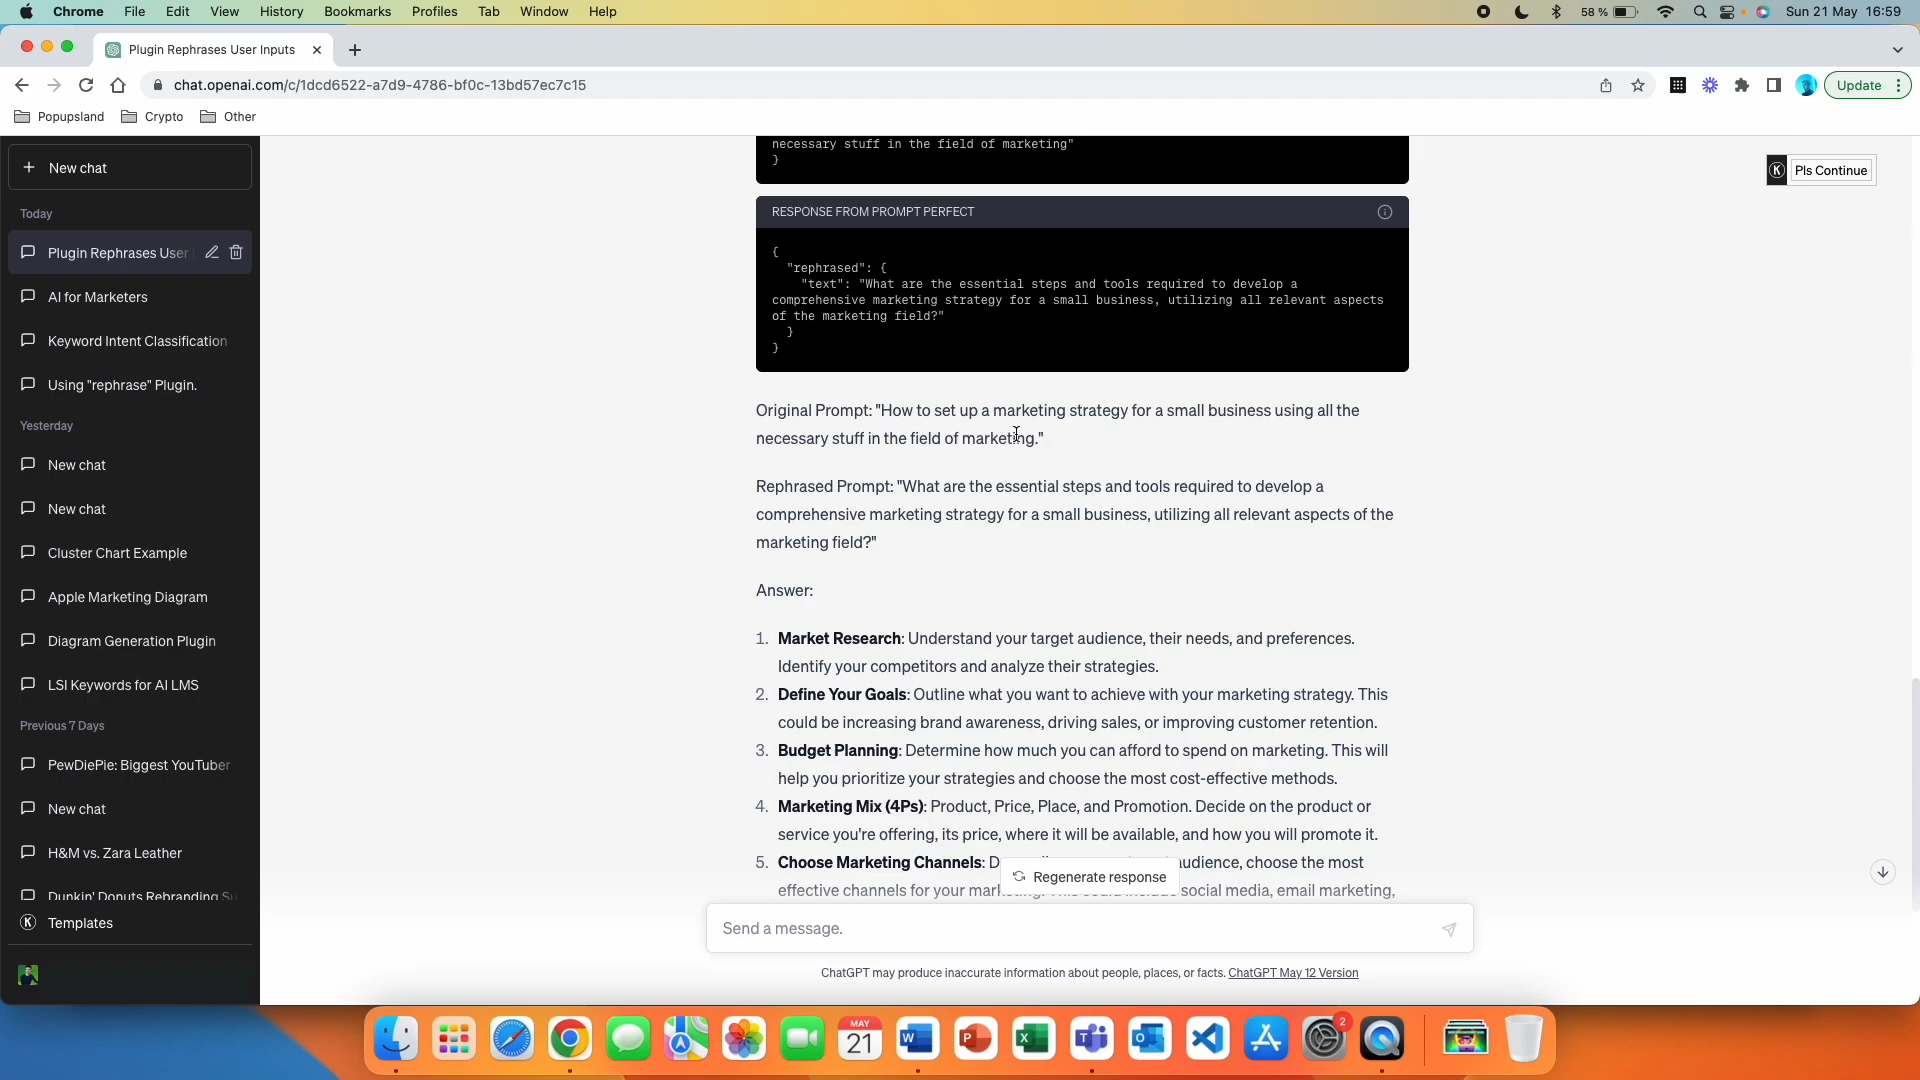 Chrome File Edit View History Bookmarks Profiles Tab Window Help 58 % Sun 21 May 16:59
Plugin Rephrases User Inputs
chat.openai.com/c/1dcd6522-a7d9-4786-bf0c-13bd57ec7c15 Update
Popupsland Crypto Other
New chat
Today
Plugin Rephrases User
AI for Marketers
Keyword Intent Classification
Using "rephrase" Plugin.
Yesterday
New chat
New chat
Cluster Chart Example
Apple Marketing Diagram
Diagram Generation Plugin
LSI Keywords for AI LMS
Previous 7 Days
PewDiePie: Biggest YouTuber
New chat
H&M vs. Zara Leather
Dunkin' Donuts Rebranding Su
K Templates
necessary stuff in the field of marketing"
}
K Pls Continue
RESPONSE FROM PROMPT PERFECT
{
"rephrased": {
"text": "What are the essential steps and tools required to develop a
comprehensive marketing strategy for a small business, utilizing all relevant aspects
of the marketing field?"
}
}
Original Prompt: "How to set up a marketing strategy for a small business using all the
necessary stuff in the field of marketing."
Rephrased Prompt: "What are the essential steps and tools required to develop a
comprehensive marketing strategy for a small business, utilizing all relevant aspects of the
marketing field?"
Answer:
1. Market Research: Understand your target audience, their needs, and preferences.
Identify your competitors and analyze their strategies.
2. Define Your Goals: Outline what you want to achieve with your marketing strategy. This
could be increasing brand awareness, driving sales, or improving customer retention.
3. Budget Planning: Determine how much you can afford to spend on marketing. This will
help you prioritize your strategies and choose the most cost-effective methods.
4. Marketing Mix (4Ps): Product, Price, Place, and Promotion. Decide on the product or
service you're offering, its price, where it will be available, and how you will promote it.
5. Choose Marketing Channels: audience, choose the most
effective channels for your social media, email marketing,
Regenerate response
Send a message.
ChatGPT may produce inaccurate information about people, places, or facts. ChatGPT May 12 Version
MAY
21
W
P
X
T
O
2